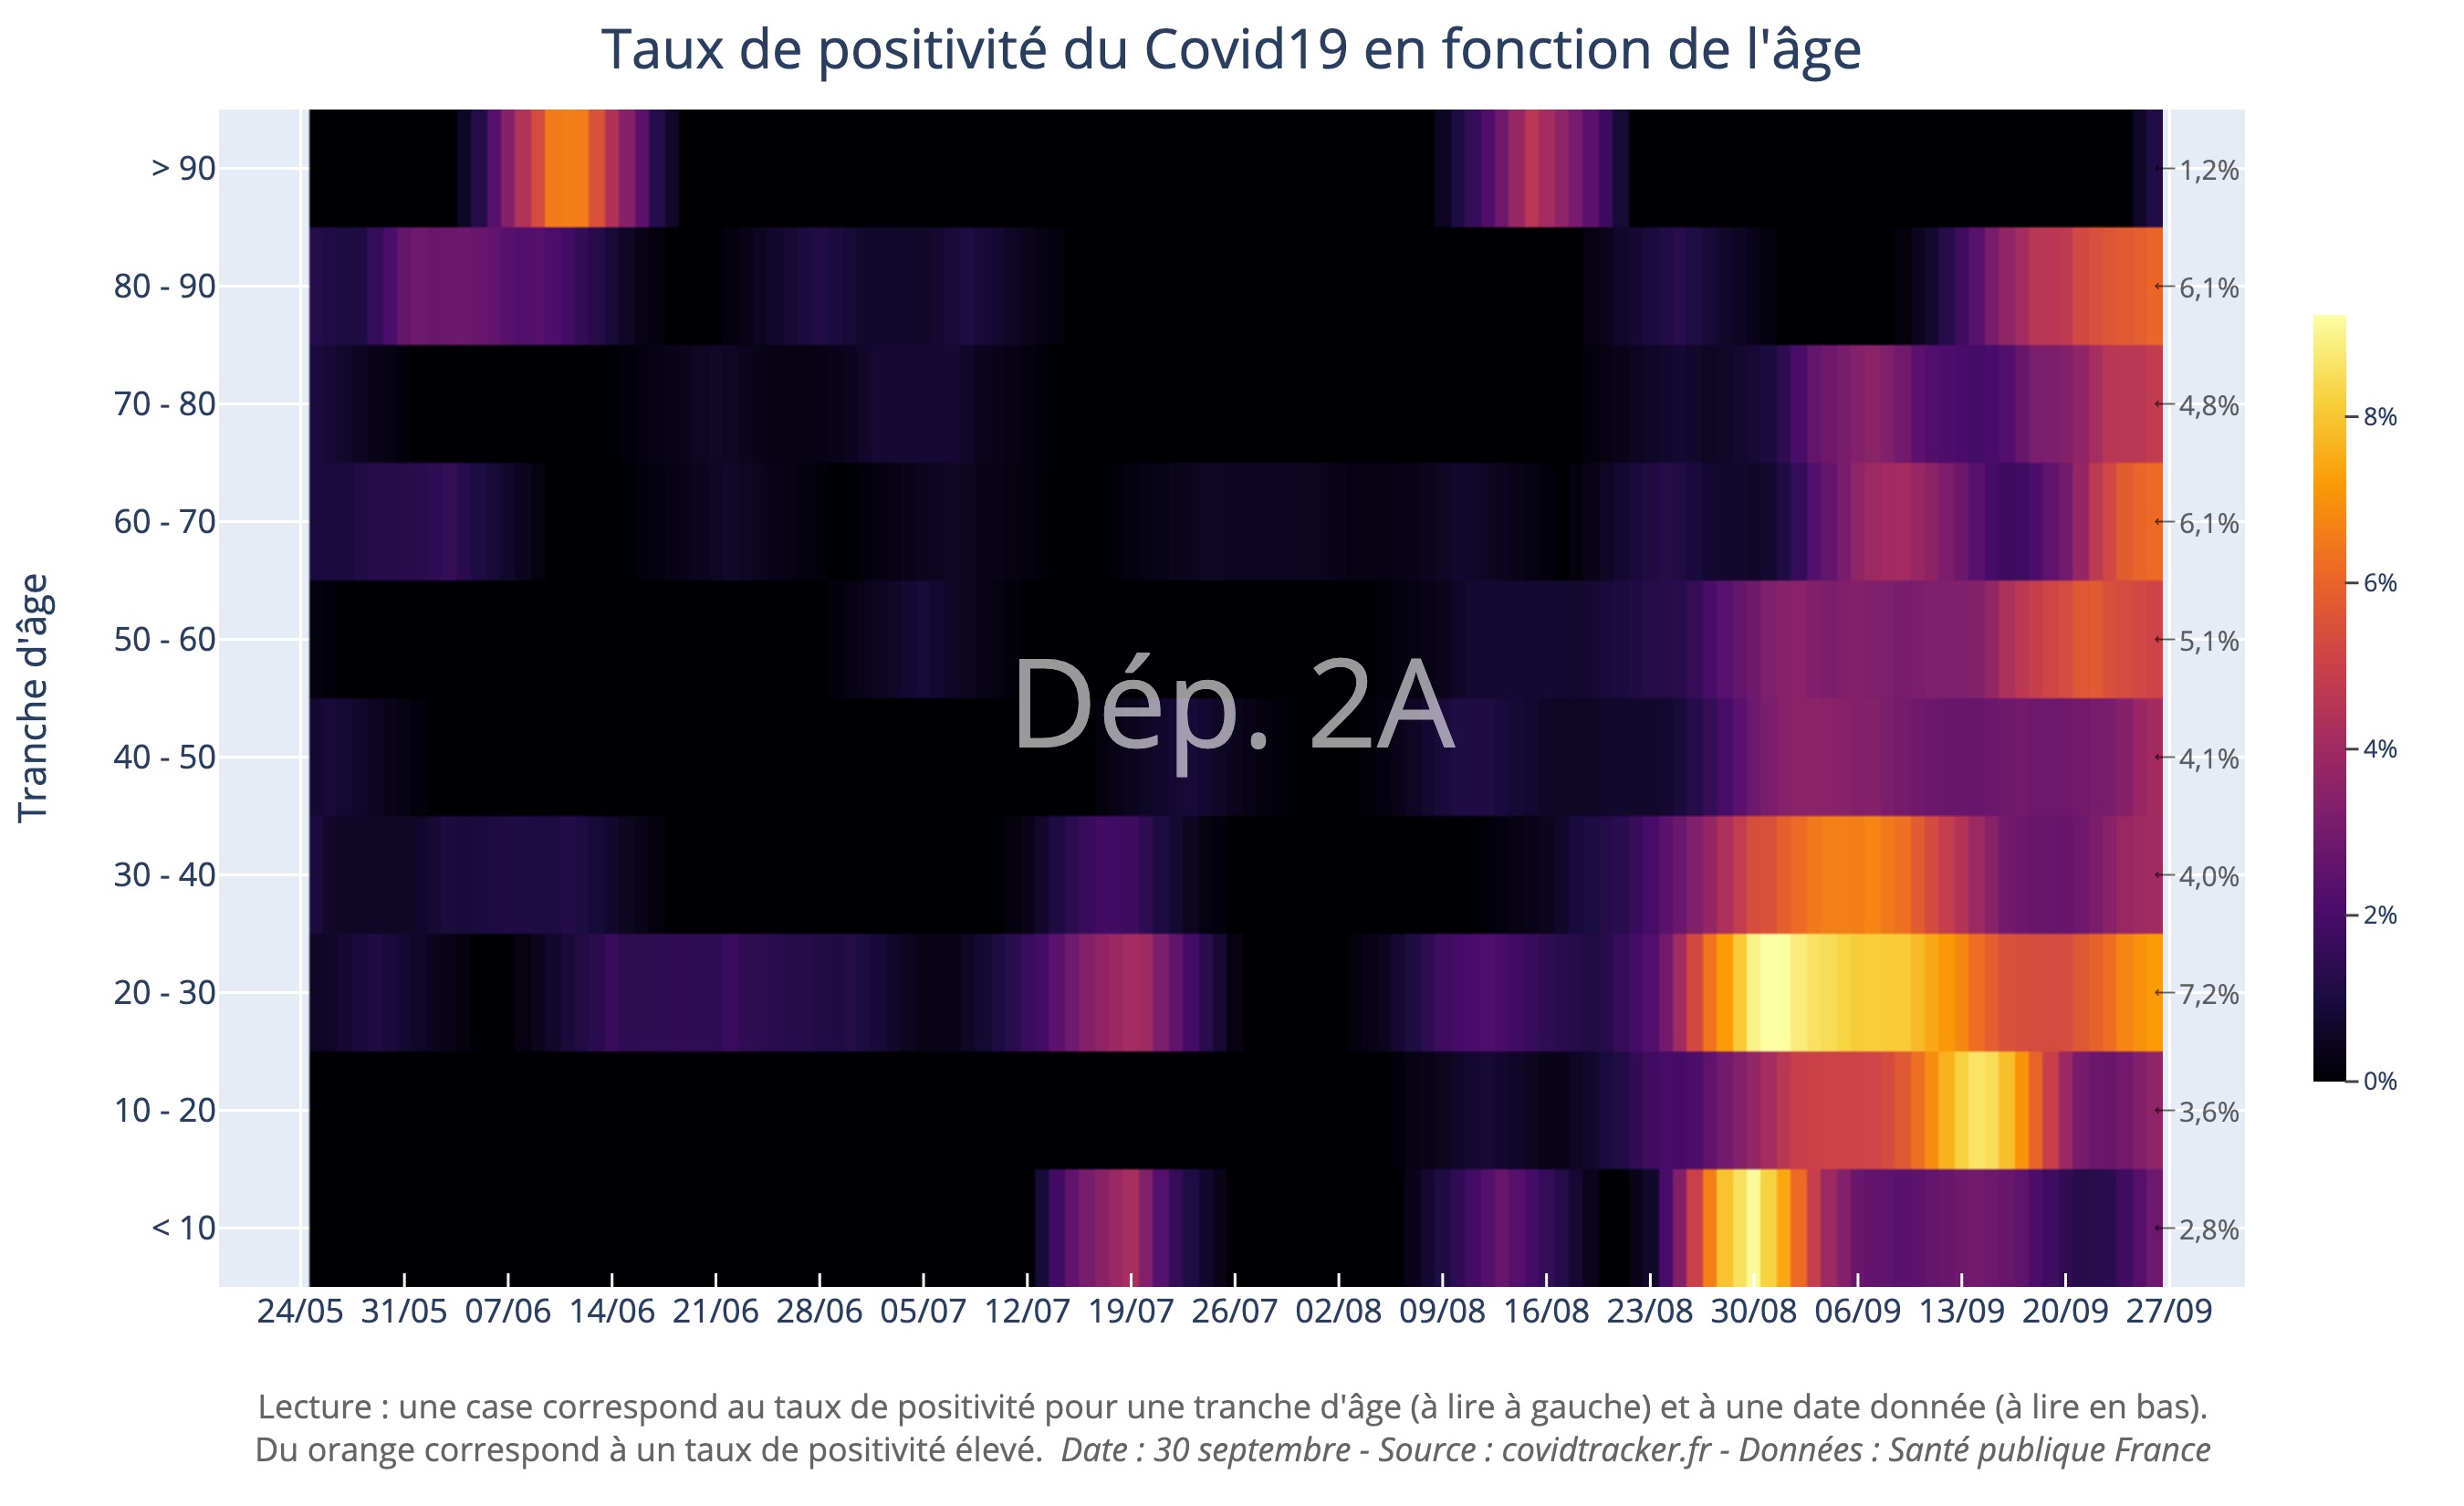 Taux de positivité du Covid19 en fonction de l'âge
Tranche d'âge
> 90
80 - 90
70 - 80
60 - 70
50 - 60
40 - 50
30 - 40
20 - 30
10 - 20
< 10
Dép. 2A
1,2%
6,1%
4,8%
6,1%
5,1%
4,1%
4,0%
7,2%
3,6%
2,8%
8%
6%
4%
2%
0%
24/05 31/05 07/06 14/06 21/06 28/06 05/07 12/07 19/07 26/07 02/08 09/08 16/08 23/08 30/08 06/09 13/09 20/09 27/09
Lecture : une case correspond au taux de positivité pour une tranche d'âge (à lire à gauche) et à une date donnée (à lire en bas).
Du orange correspond à un taux de positivité élevé. Date : 30 septembre - Source : covidtracker.fr - Données : Santé publique France